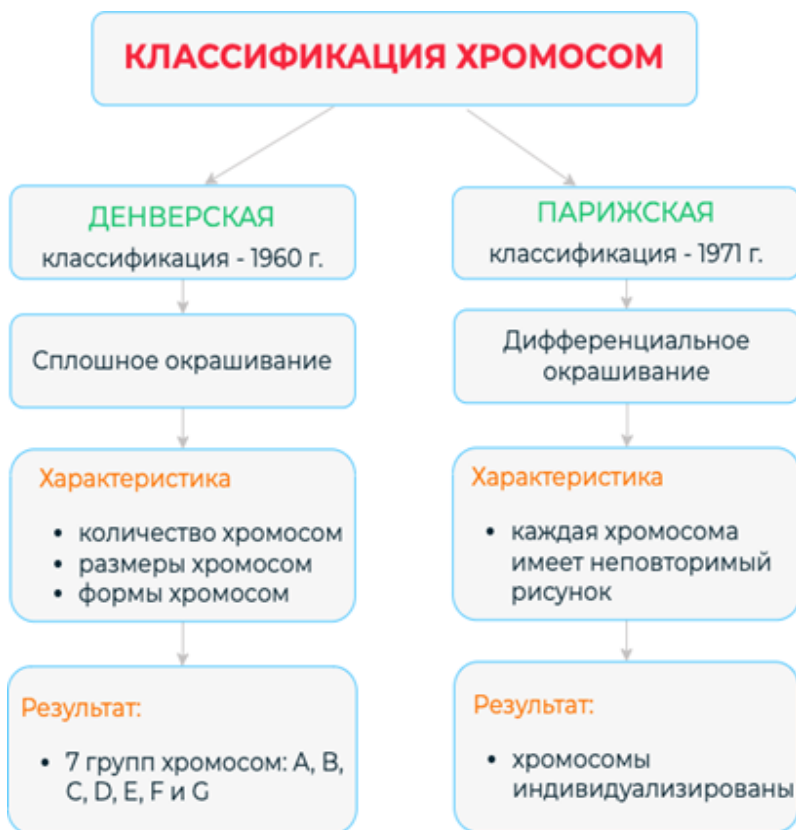 КЛАССИФИКАЦИЯ ХРОМОСОМ
ДЕНВЕРСКАЯ
классификация - 1960 г.
Сплошное окрашивание
Характеристика
• количество хромосом
• размеры хромосом
• формы хромосом
Результат:
• 7 групп хромосом: A, B,
C, D, E, F и G
ПАРИЖСКАЯ
классификация - 1971 г.
Дифференциальное
окрашивание
Характеристика
• каждая хромосома
имеет неповторимый
рисунок
Результат:
• хромосомы
индивидуализированы